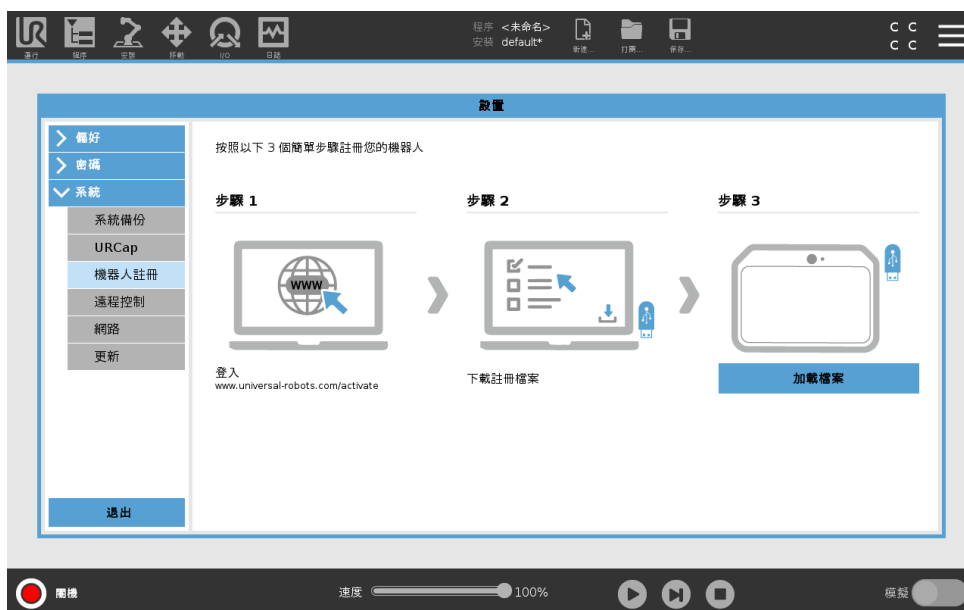 UR
運行
程序
安裝
移動
I/O
日誌
程序 <未命名>
安裝 default*
新建...
打開...
保存...
C C
C C
設置
偏好
密碼
系統
系統備份
URCap
機器人註冊
遠程控制
網路
更新
退出
按照以下 3 個簡單步驟註冊您的機器人
步驟 1
步驟 2
步驟 3
WWW
登入
www.universal-robots.com/activate
下載註冊檔案
加載檔案
關機
速度
100%
模擬